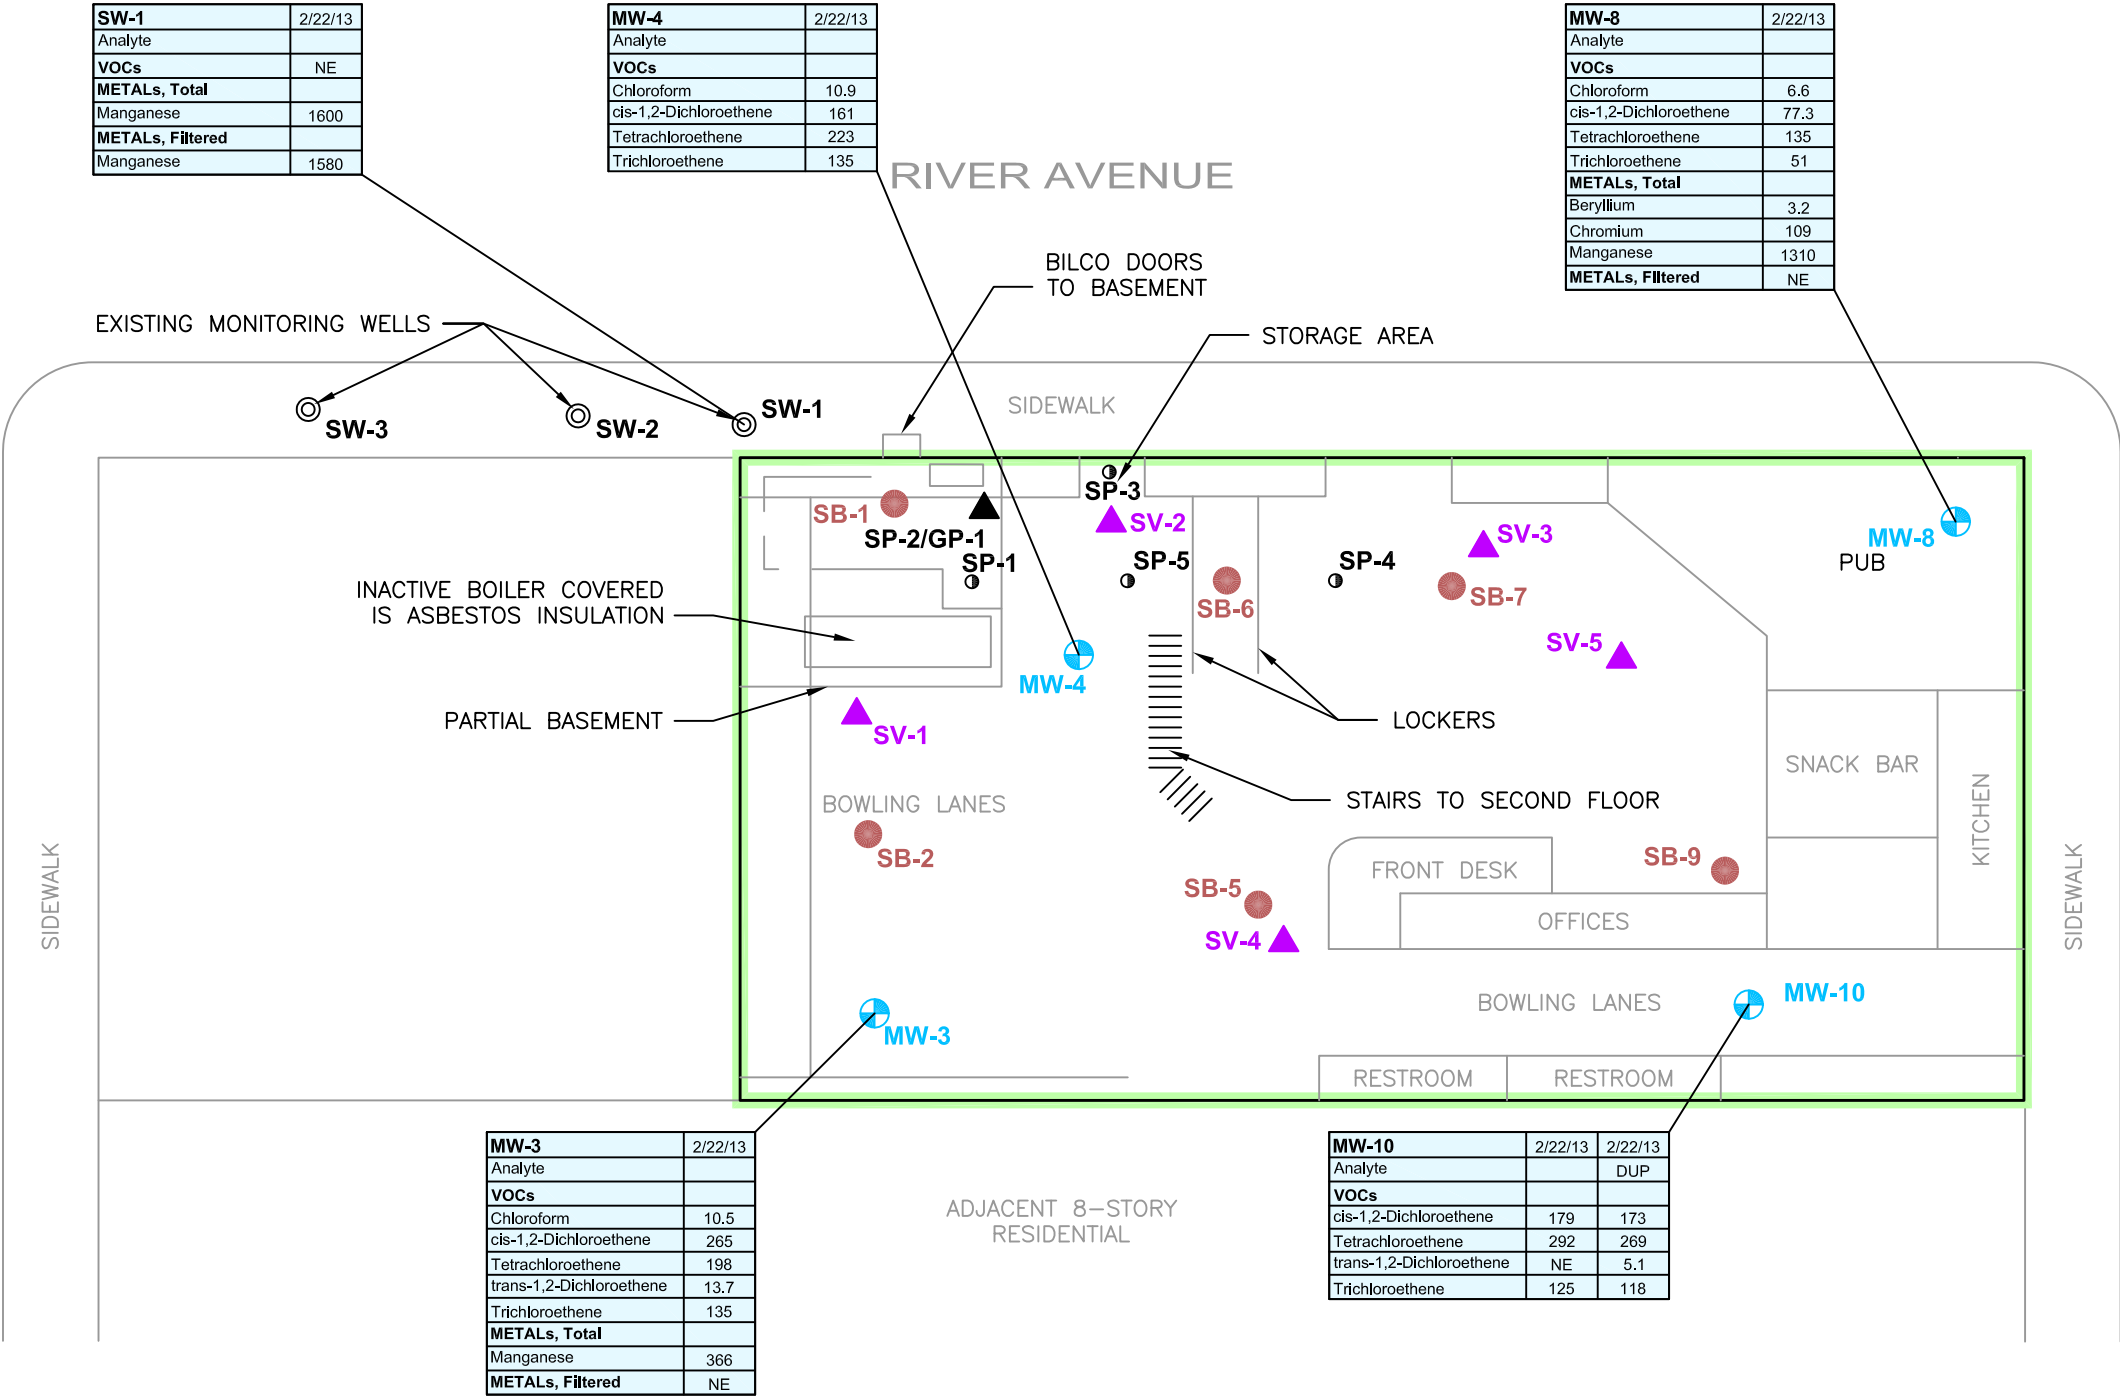 SW-1 2/22/13
Analyte
VOCs NE
METALs, Total
Manganese 1600
METALs, Filtered
Manganese 1580
MW-4 2/22/13
Analyte
VOCs
Chloroform 10.9
cis-1,2-Dichloroethene 161
Tetrachloroethene 223
Trichloroethene 135
MW-8 2/22/13
Analyte
VOCs
Chloroform 6.6
cis-1,2-Dichloroethene 77.3
Tetrachloroethene 135
Trichloroethene 51
METALs, Total
Beryllium 3.2
Chromium 109
Manganese 1310
METALs, Filtered NE
RIVER AVENUE
BILCO DOORS
TO BASEMENT
EXISTING MONITORING WELLS
STORAGE AREA
SIDEWALK
SW-3
SW-2
SW-1
SP-3
SB-1
SV-2
SP-2/GP-1
SV-3
MW-8
PUB
SP-1
SP-5
SP-4
INACTIVE BOILER COVERED
IS ASBESTOS INSULATION
SB-6
SB-7
SV-5
MW-4
PARTIAL BASEMENT
SV-1
LOCKERS
SNACK BAR
STAIRS TO SECOND FLOOR
BOWLING LANES
KITCHEN
SB-2
FRONT DESK
SB-9
SIDEWALK
SIDEWALK
SB-5
OFFICES
SV-4
BOWLING LANES
MW-10
MW-3
RESTROOM
RESTROOM
MW-3 2/22/13
Analyte
VOCs
Chloroform 10.5
cis-1,2-Dichloroethene 265
Tetrachloroethene 198
trans-1,2-Dichloroethene 13.7
Trichloroethene 135
METALs, Total
Manganese 366
METALs, Filtered NE
ADJACENT 8-STORY
RESIDENTIAL
MW-10 2/22/13 2/22/13
Analyte DUP
VOCs
cis-1,2-Dichloroethene 179 173
Tetrachloroethene 292 269
trans-1,2-Dichloroethene NE 5.1
Trichloroethene 125 118